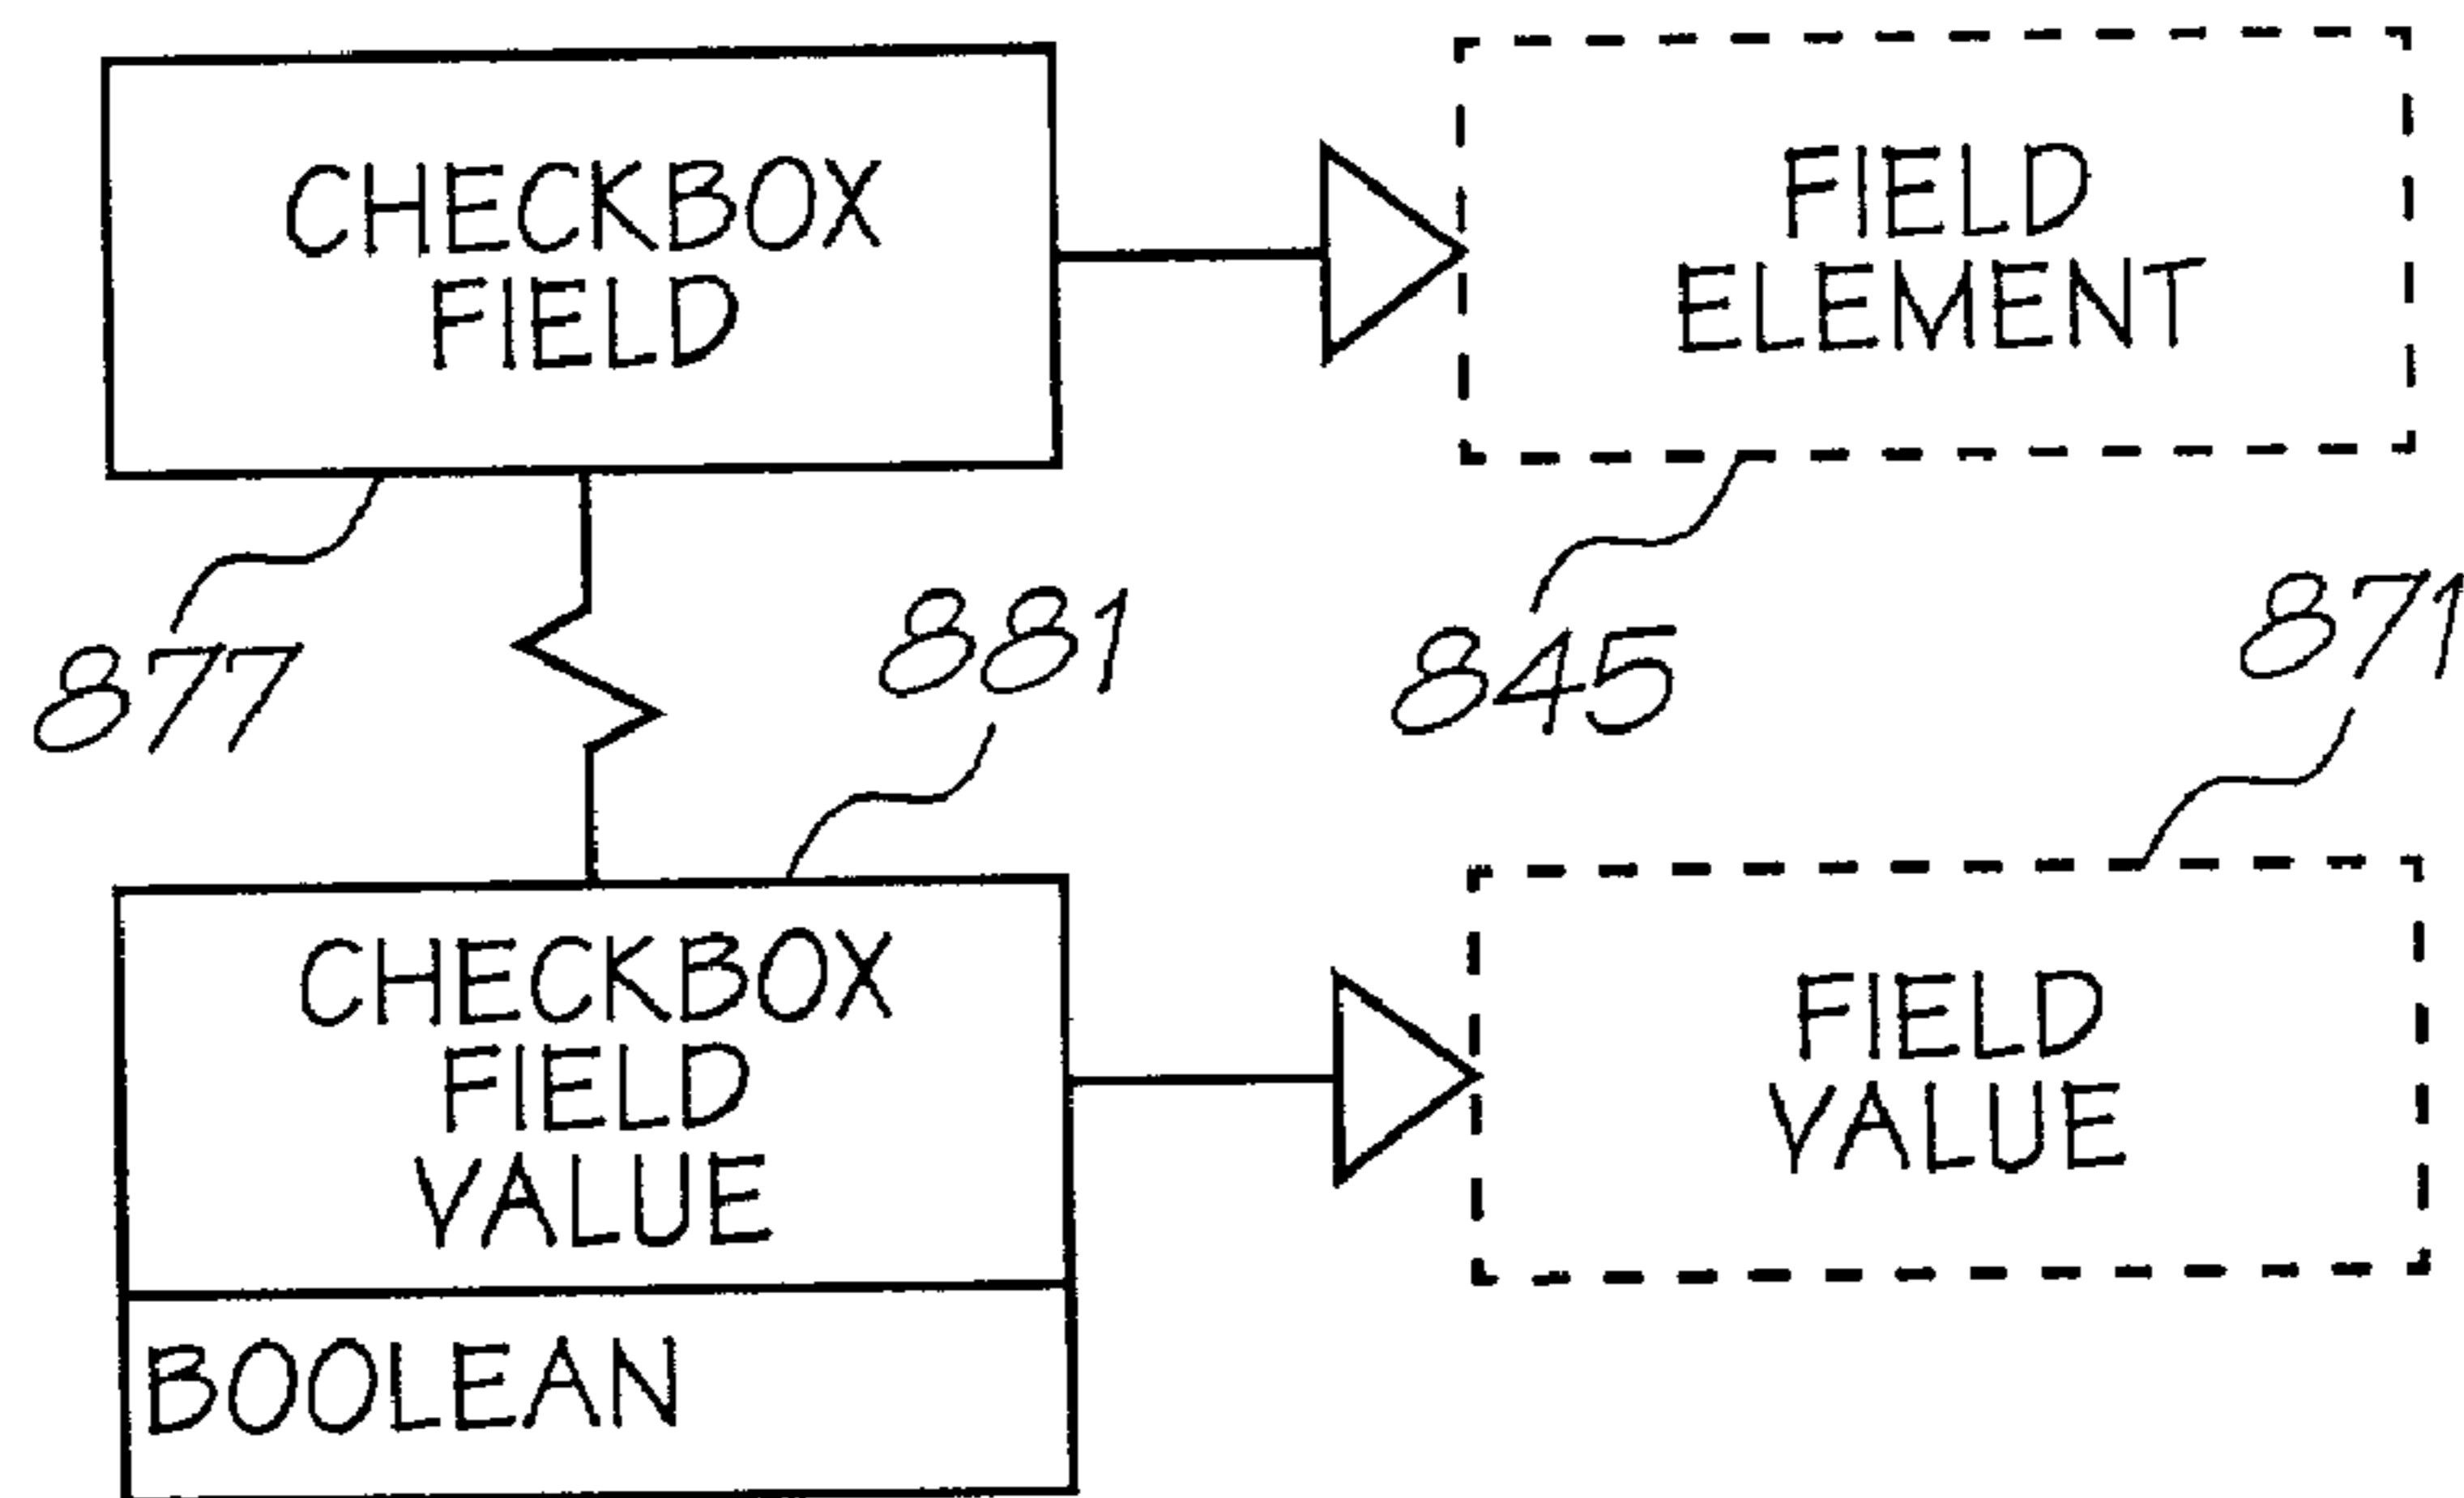 CHECKBOX
FIELD
FIELD
ELEMENT
877
881
845
871
CHECKBOX
FIELD
VALUE
BOOLEAN
FIELD
VALUE